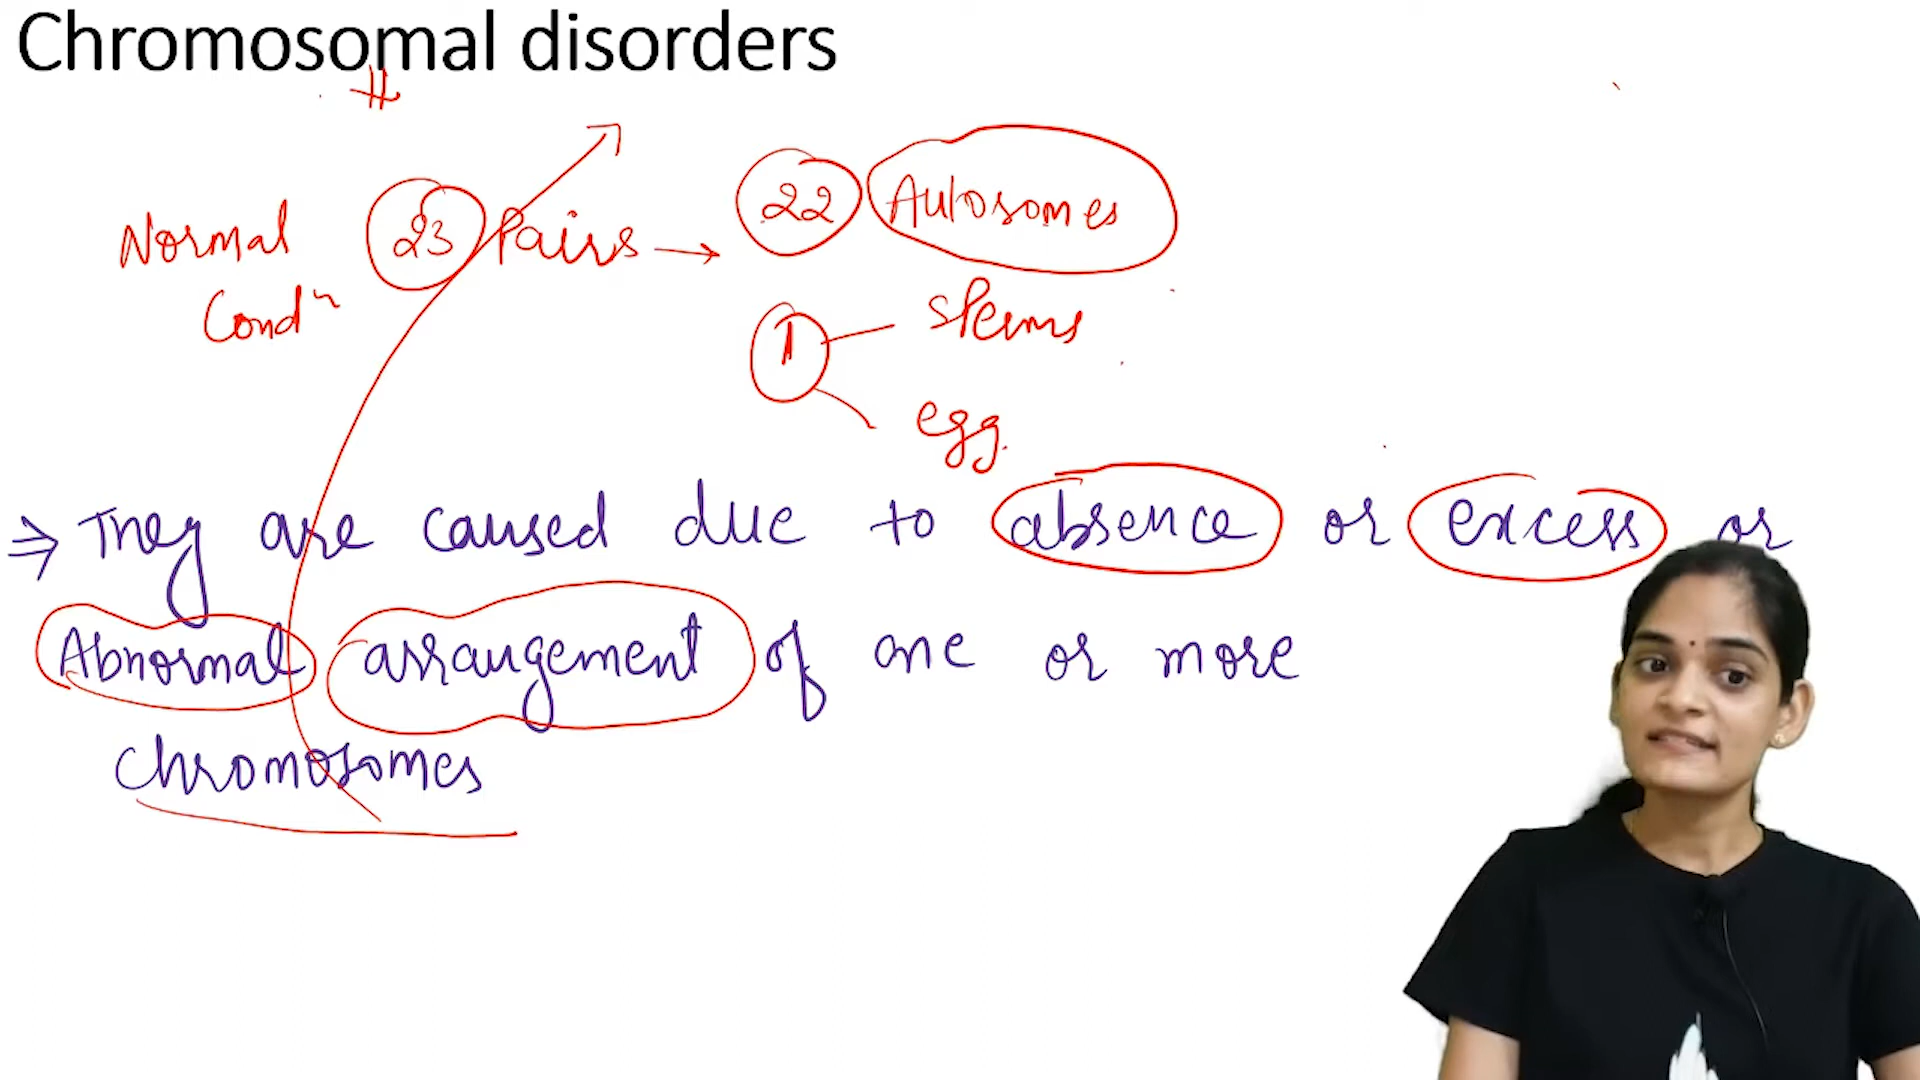 Chromosomal disorders
Normal 23 Pairs → 22 Autosomes
Condⁿ
1 sperms
egg.
⇒ They are caused due to absence or excess or
Abnormal arrangement of one or more
chromosomes